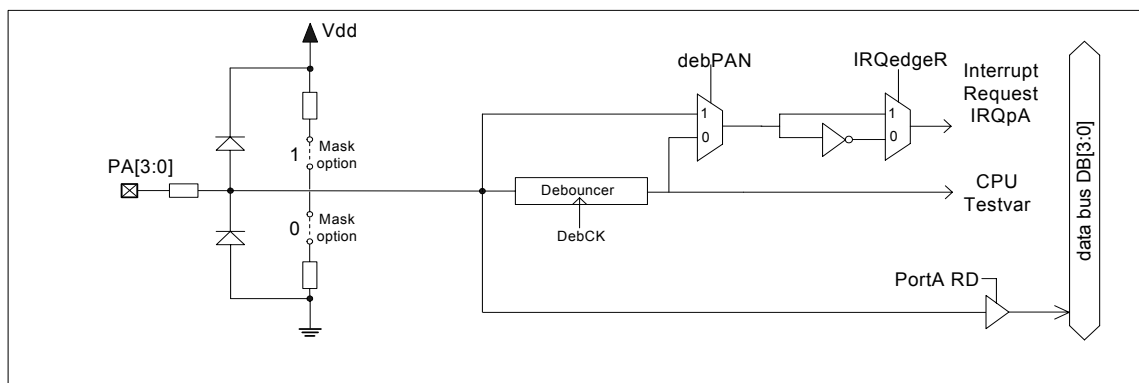 Vdd
PA[3:0]
1
Mask
option
0
Mask
option
debPAN
1
0
IRQedgeR
1
0
Interrupt
Request
IRQpA
Debouncer
DebCK
CPU
Testvar
PortA RD
data bus DB[3:0]